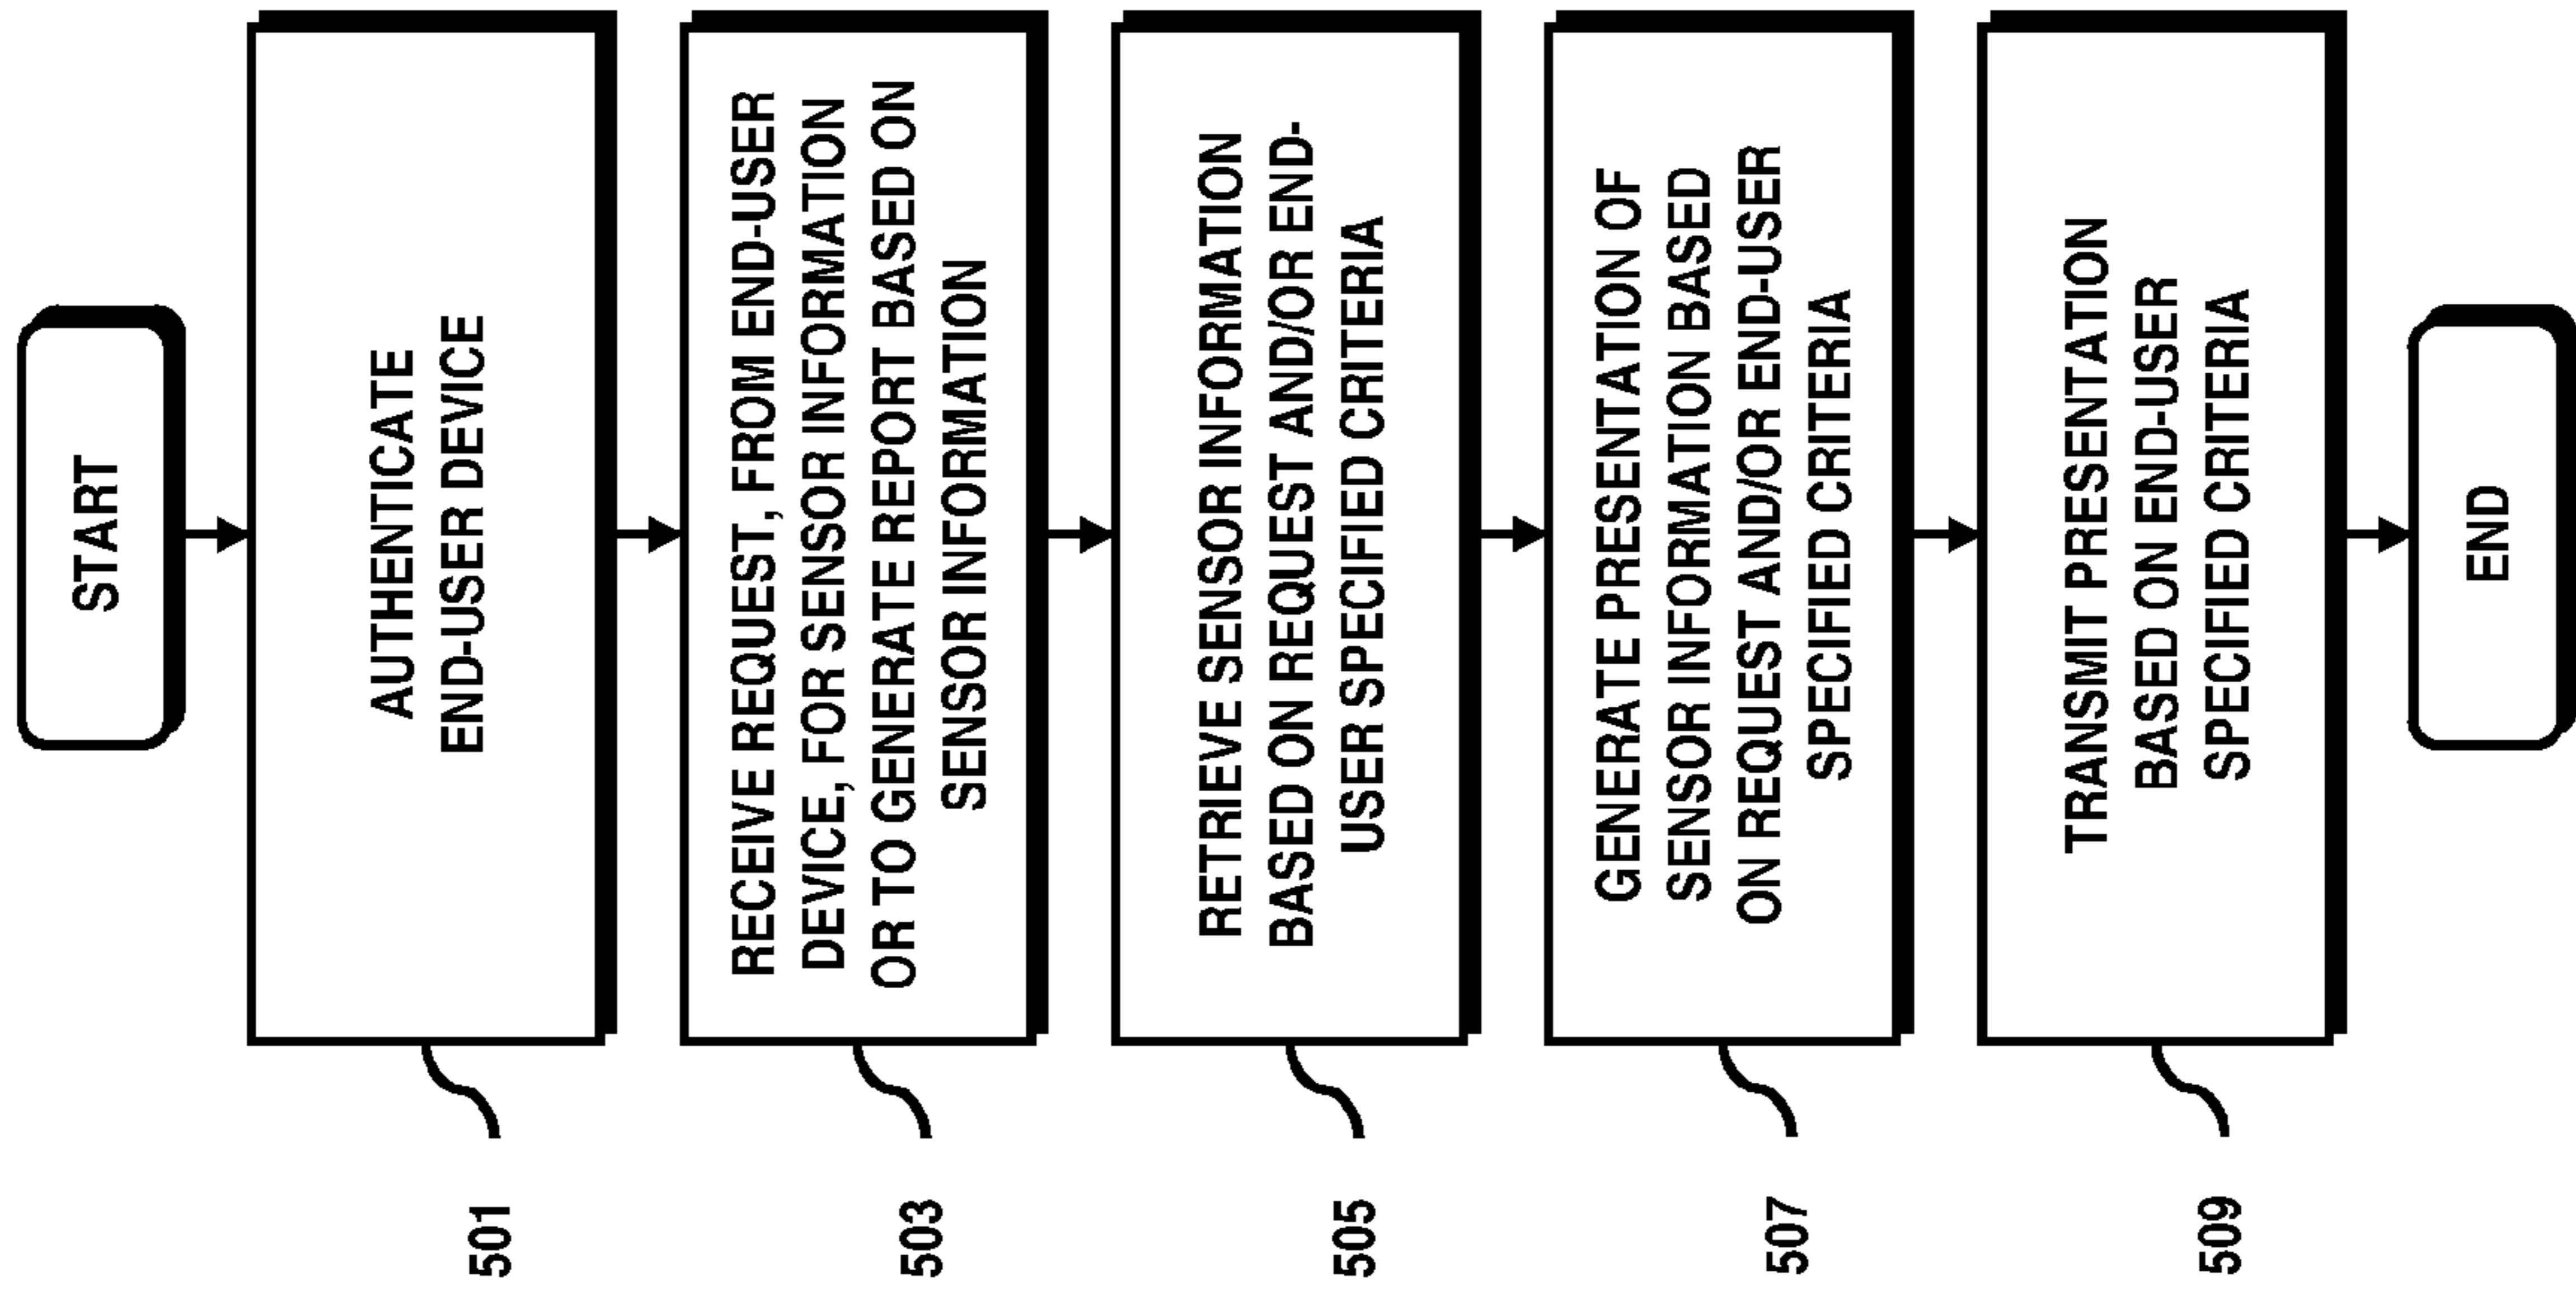 START
AUTHENTICATE
END-USER DEVICE
501
RECEIVE REQUEST, FROM END-USER
DEVICE, FOR SENSOR INFORMATION
OR TO GENERATE REPORT BASED ON
SENSOR INFORMATION
503
RETRIEVE SENSOR INFORMATION
BASED ON REQUEST AND/OR END-
USER SPECIFIED CRITERIA
505
GENERATE PRESENTATION OF
SENSOR INFORMATION BASED
ON REQUEST AND/OR END-USER
SPECIFIED CRITERIA
507
TRANSMIT PRESENTATION
BASED ON END-USER
SPECIFIED CRITERIA
509
END